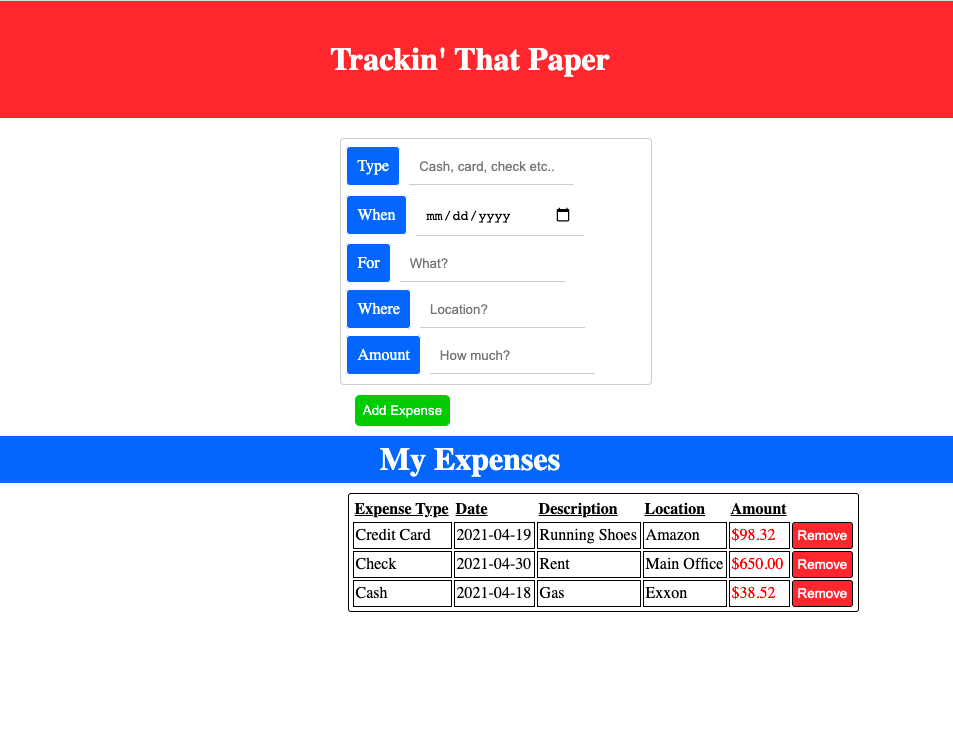 Trackin' That Paper
Type Cash, card, check etc..
When mm/dd/yyyy
For What?
Where Location?
Amount How much?
Add Expense
My Expenses
Expense Type Date Description Location Amount
Credit Card 2021-04-19 Running Shoes Amazon $98.32 Remove
Check 2021-04-30 Rent Main Office $650.00 Remove
Cash 2021-04-18 Gas Exxon $38.52 Remove